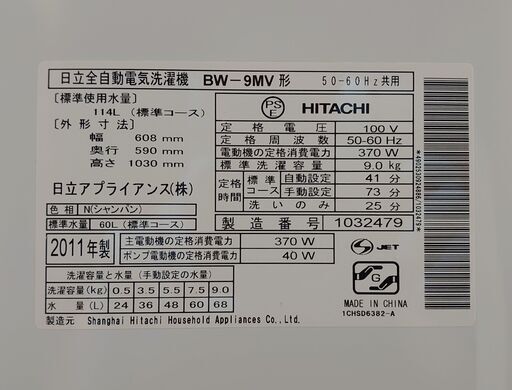 日立全自動電気洗濯機 BW-9MV形 50-60Hz共用
〔標準使用水量〕
114L (標準コース)
〔外形寸法〕
幅 608 mm
奥行 590 mm
高さ 1030 mm
日立アプライアンス(株)
色相 N(シャンパン)
標準水量 60L (標準コース)
PS
E
HITACHI
定格電圧 100 V
定格周波数 50-60 Hz
電動機の定格消費電力 370 W
標準洗濯容量 9.0 kg
定格時間 自動設定 41 分
手動設定 73 分
洗いのみ 25 分
製造番号 1032479
2011年製
主電動機の定格消費電力 370 W
ポンプ電動機の定格消費電力 40 W
S JET
洗濯容量と水量 (手動設定の水量)
洗濯容量(kg) 0.5 3.5 5.5 7.5 9.0
水量(L) 24 36 48 60 68
製造元 Shanghai Hitachi Household Appliances Co., Ltd.
G
MADE IN CHINA
1CHSD6382-A